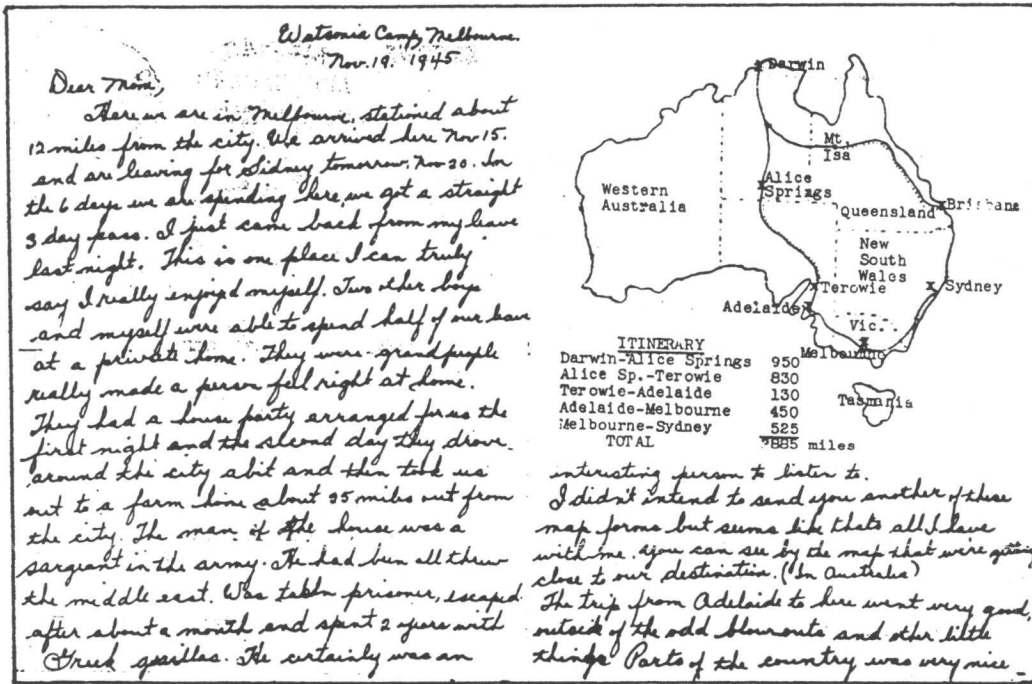 Watsonia Camp, Melbourne.
Nov. 19. 1945
Dear Mom,
Here we are in Melbourne, stationed about
12 miles from the city. We arrived here Nov 15.
and are leaving for Sidney tomorrow, Nov 20. In
the 6 days we are spending here we got a straight
3 day pass. I just came back from my leave
last night. This is one place I can truly
say I really enjoyed myself. Two other boys
and myself were able to spend half of our leave
at a private home. They were grand people
really made a person fell right at home.
They had a house party arranged for us the
first night and the second day they drove
around the city abit and then took us
out to a farm home about 35 miles out from
the city. The man of the house was a
sargeant in the army. He had been all threw
the middle east. Was taken prisoner, escaped
after about a month and spent 2 years with
Greek guarillas. He certainly was an
Darwin
Mt.
Isa
Alice
Springs
Western
Australia
Queensland
Brisbane
New
South
Wales
Terowie
Sydney
Adelaide
Vic.
Melbourne
Tasmania
ITINERARY
Darwin-Alice Springs 950
Alice Sp.-Terowie 830
Terowie-Adelaide 130
Adelaide-Melbourne 450
Melbourne-Sydney 525
TOTAL 2885 miles
interesting person to listen to.
I didn't intend to send you another of these
map forms but seems like thats all I have
with me. You can see by the map that we're getting
close to our destination. (In Australia)
The trip from Adelaide to here went very good,
outside of the odd blowouts and other little
things Parts of the country was very nice